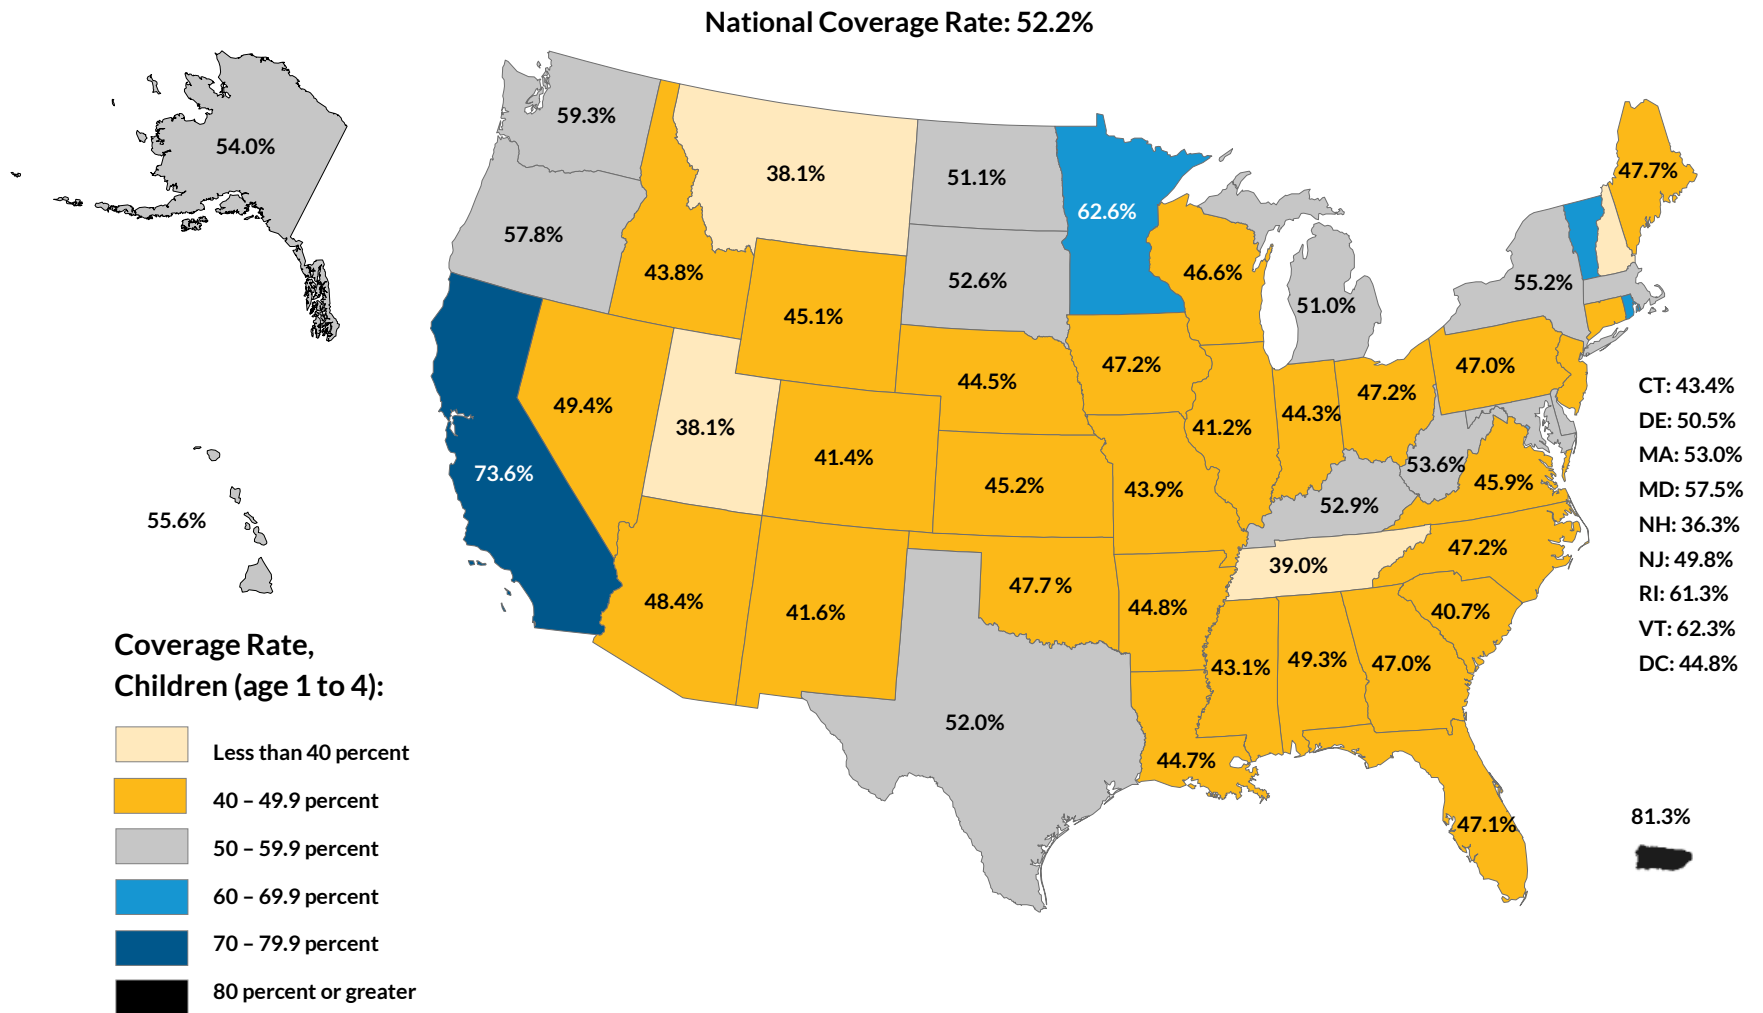 National Coverage Rate: 52.2%
54.0%
59.3%
57.8%
43.8%
38.1%
51.1%
52.6%
62.6%
46.6%
51.0%
55.2%
47.7%
45.1%
44.5%
47.2%
49.4%
38.1%
41.4%
73.6%
45.2%
43.9%
41.2%
44.3%
47.2%
47.0%
53.6%
45.9%
52.9%
47.2%
39.0%
40.7%
48.4%
41.6%
47.7 %
44.8%
43.1%
49.3%
47.0%
52.0%
44.7%
47.1%
55.6%
CT: 43.4%
DE: 50.5%
MA: 53.0%
MD: 57.5%
NH: 36.3%
NJ: 49.8%
RI: 61.3%
VT: 62.3%
DC: 44.8%
81.3%
Coverage Rate,
Children (age 1 to 4):
Less than 40 percent
40 – 49.9 percent
50 – 59.9 percent
60 – 69.9 percent
70 – 79.9 percent
80 percent or greater